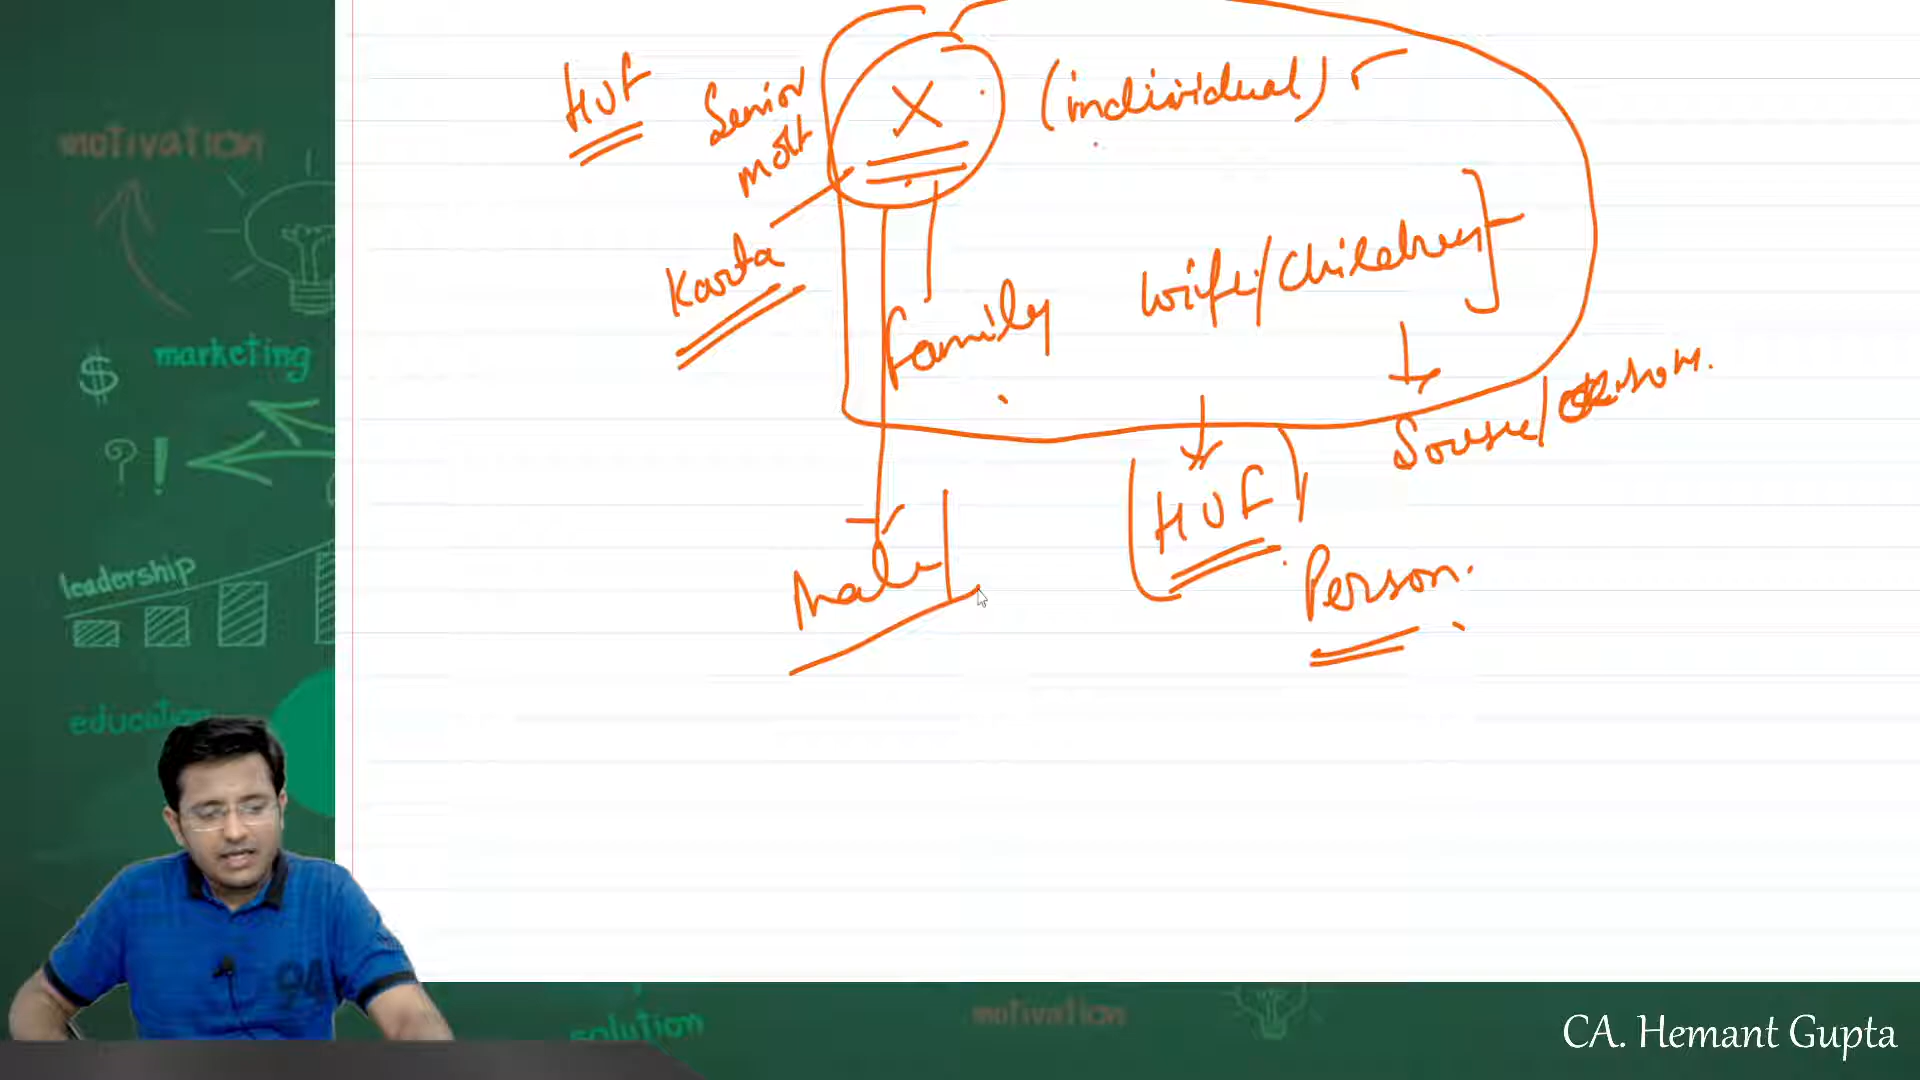 HUF
Senior
most
X
(individual)
Karta
family
wife/children
HUF
Person.
Male
motivation
$
marketing
? !
leadership
education
94
solution
motivation
CA. Hemant Gupta